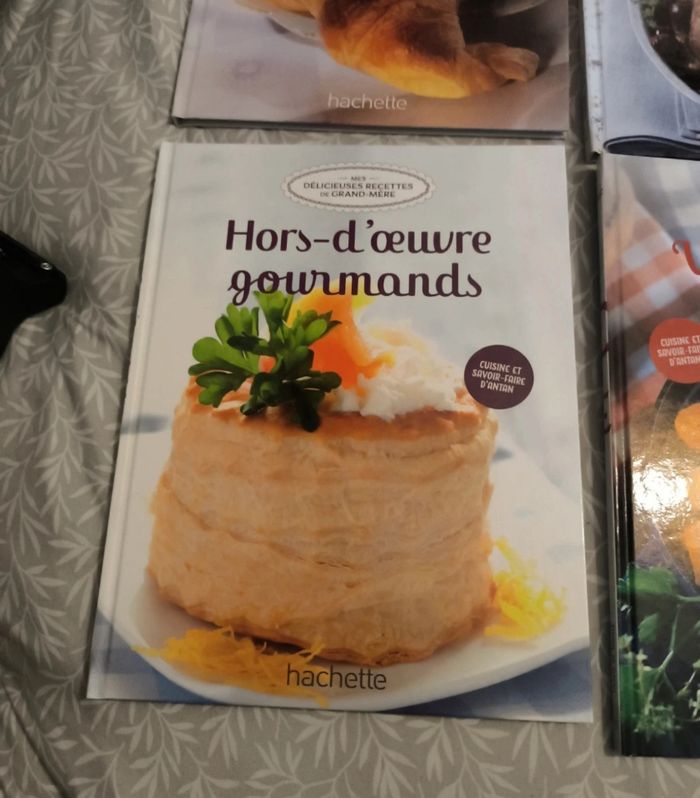 hachette
MES
DÉLICIEUSES RECETTES
DE GRAND-MÈRE
Hors-d'œuvre
gourmands
CUISINE ET
SAVOIR-FAIRE
D'ANTAN
hachette
CUISINE ET
SAVOIR-FAIRE
D'ANTAN